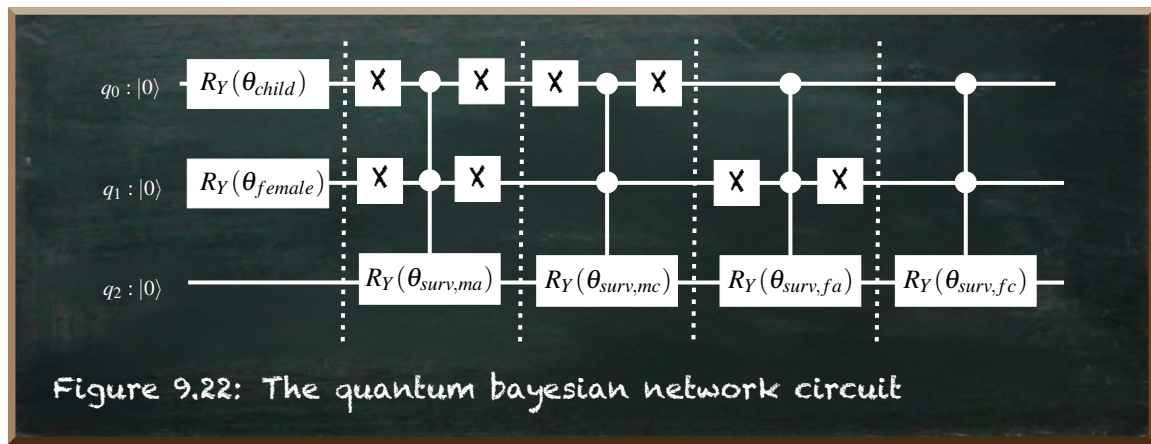 q₀ : |0⟩ R_Y(θ_child) X X X X
q₁ : |0⟩ R_Y(θ_female) X X X X
q₂ : |0⟩ R_Y(θ_surv,ma) R_Y(θ_surv,mc) R_Y(θ_surv,fa) R_Y(θ_surv,fc)
Figure 9.22: The quantum bayesian network circuit